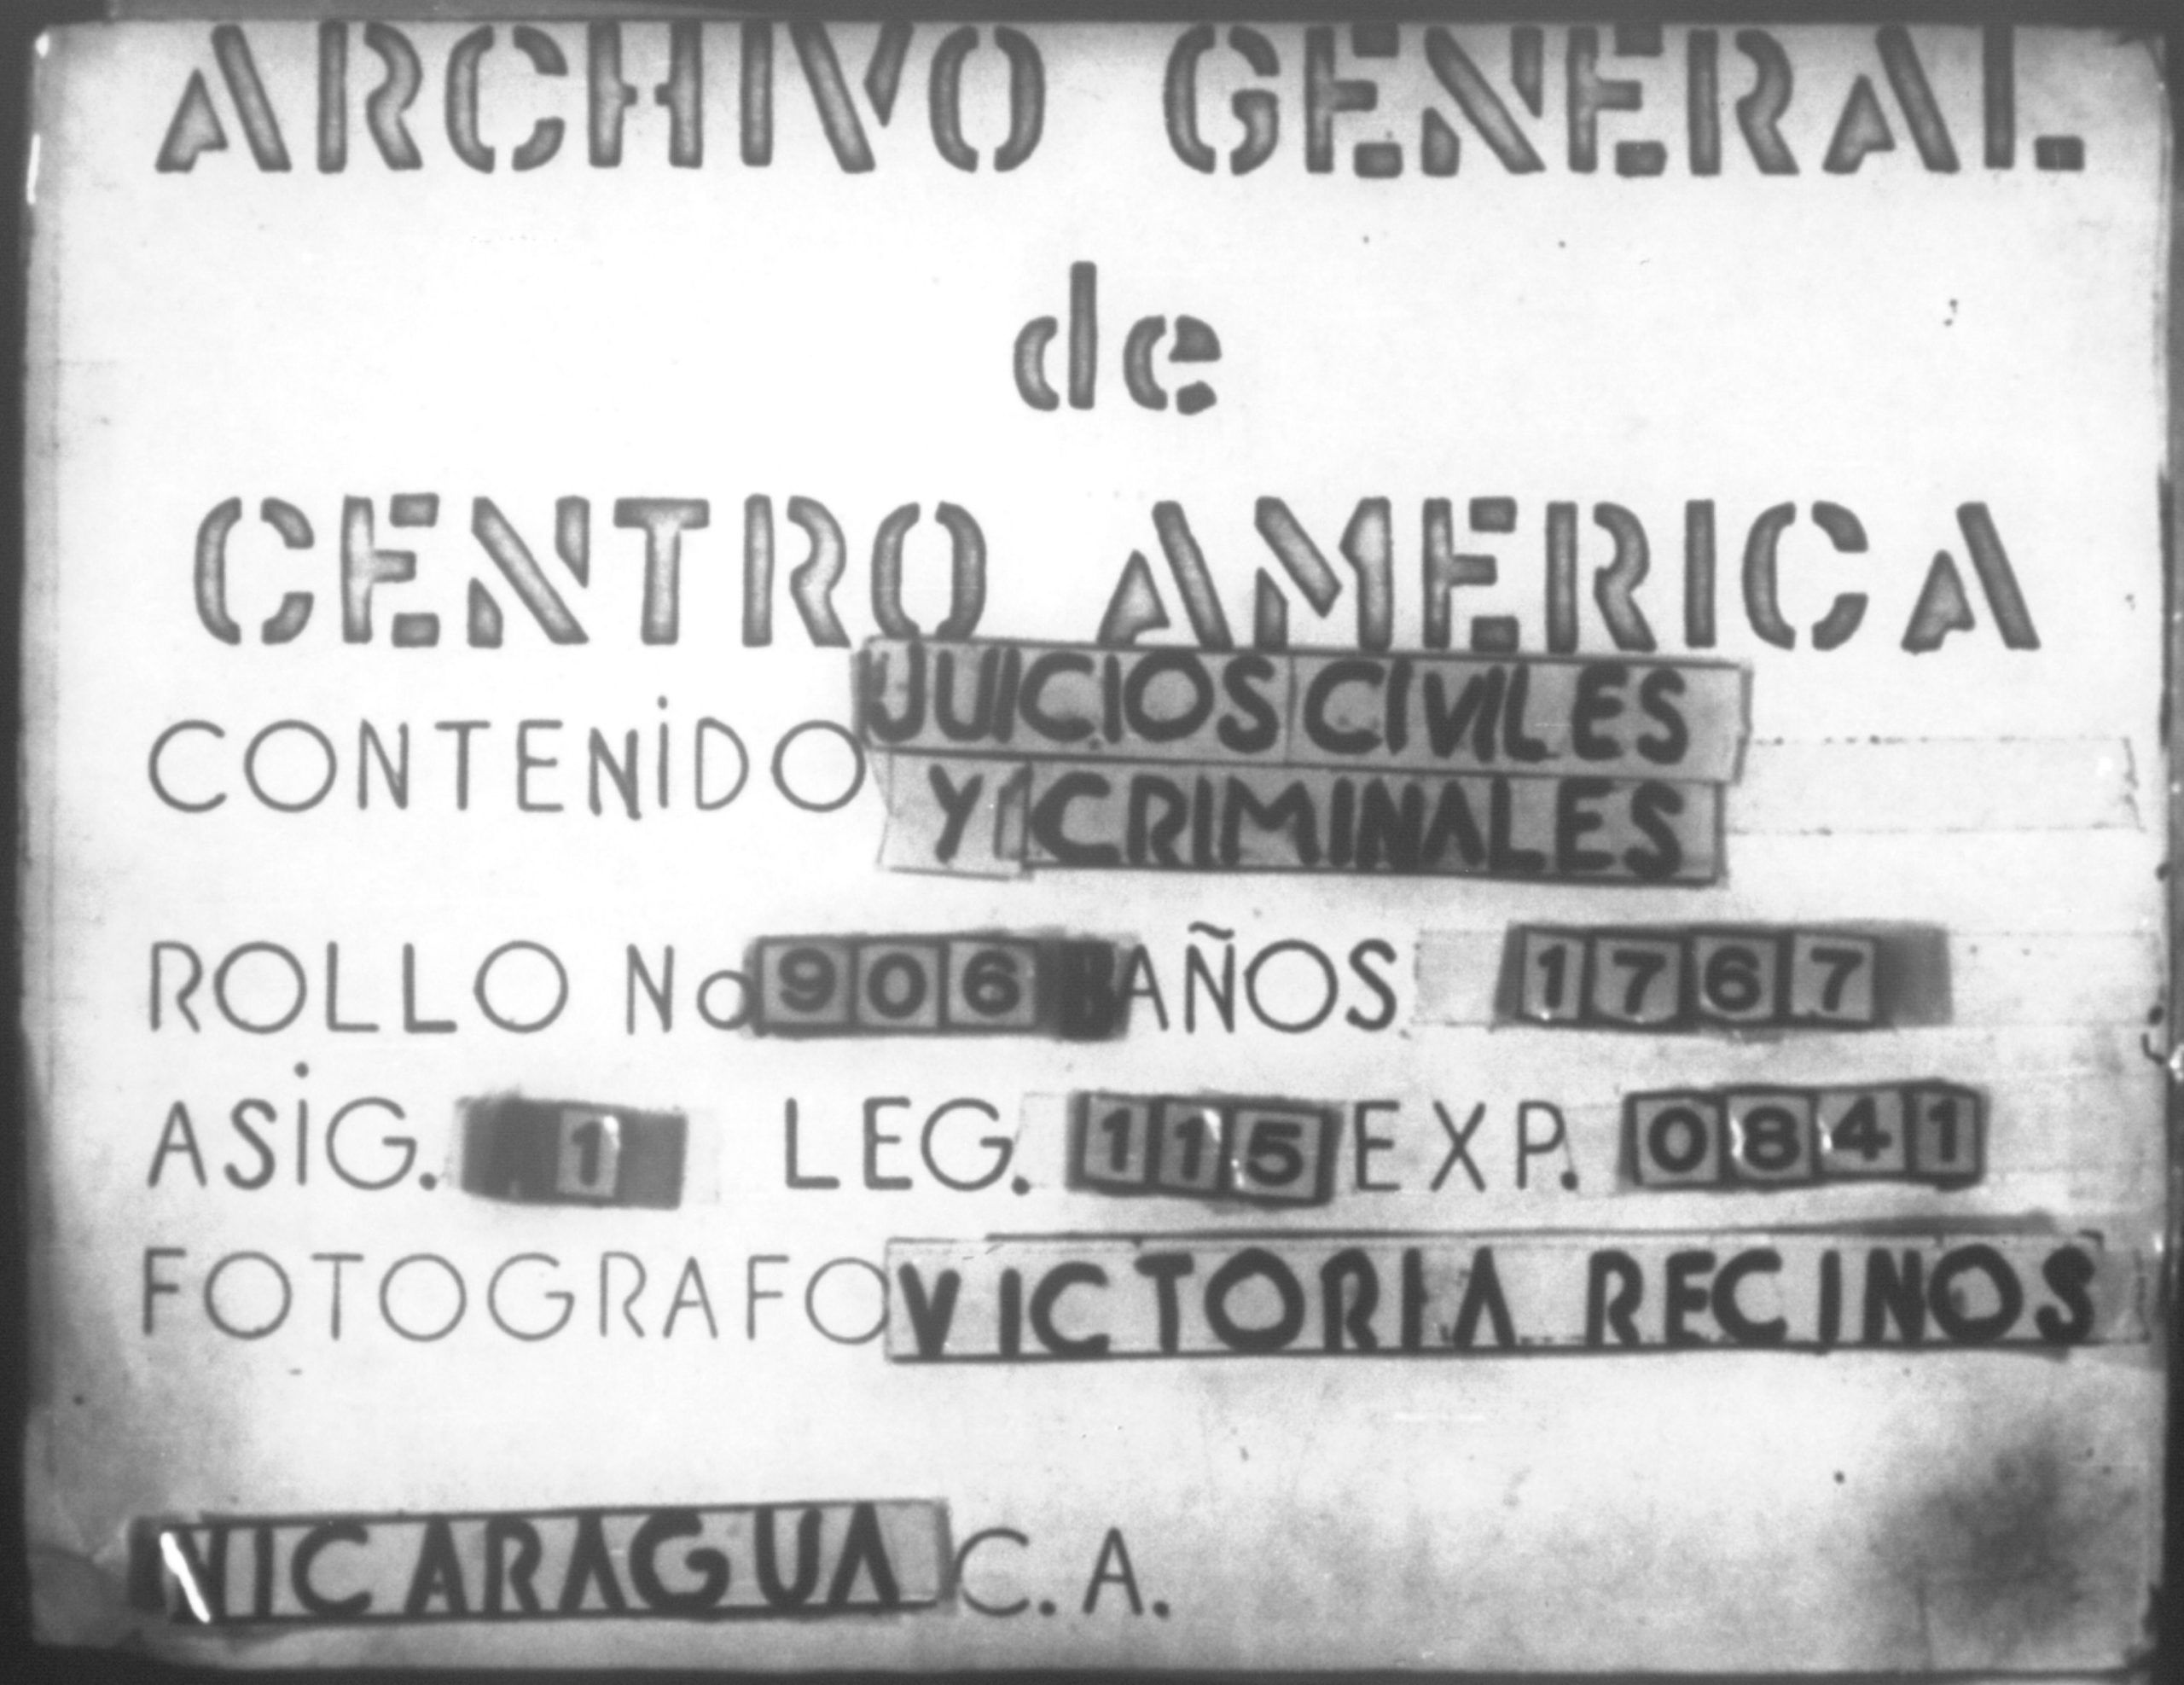 ARCHIVO GENERAL
de
CENTRO AMERICA
CONTENIDO JUICIOS CIVILES
Y CRIMINALES
ROLLO No 906 AÑOS 1767
ASIG. 1 LEG. 115 EXP. 0841
FOTOGRAFO VICTORIA RECINOS
NICARAGUA C.A.